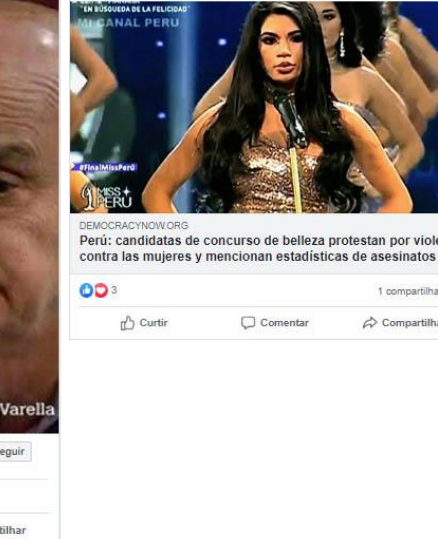 "EN BÚSQUEDA DE LA FELICIDAD"
MI CANAL PERU
#FinalMissPerú
MISS
PERU
DEMOCRACYNOW.ORG
Perú: candidatas de concurso de belleza protestan por viole
contra las mujeres y mencionan estadísticas de asesinatos
3
1 compartilha
Curtir
Comentar
Compartilha
Varella
eguir
tilhar